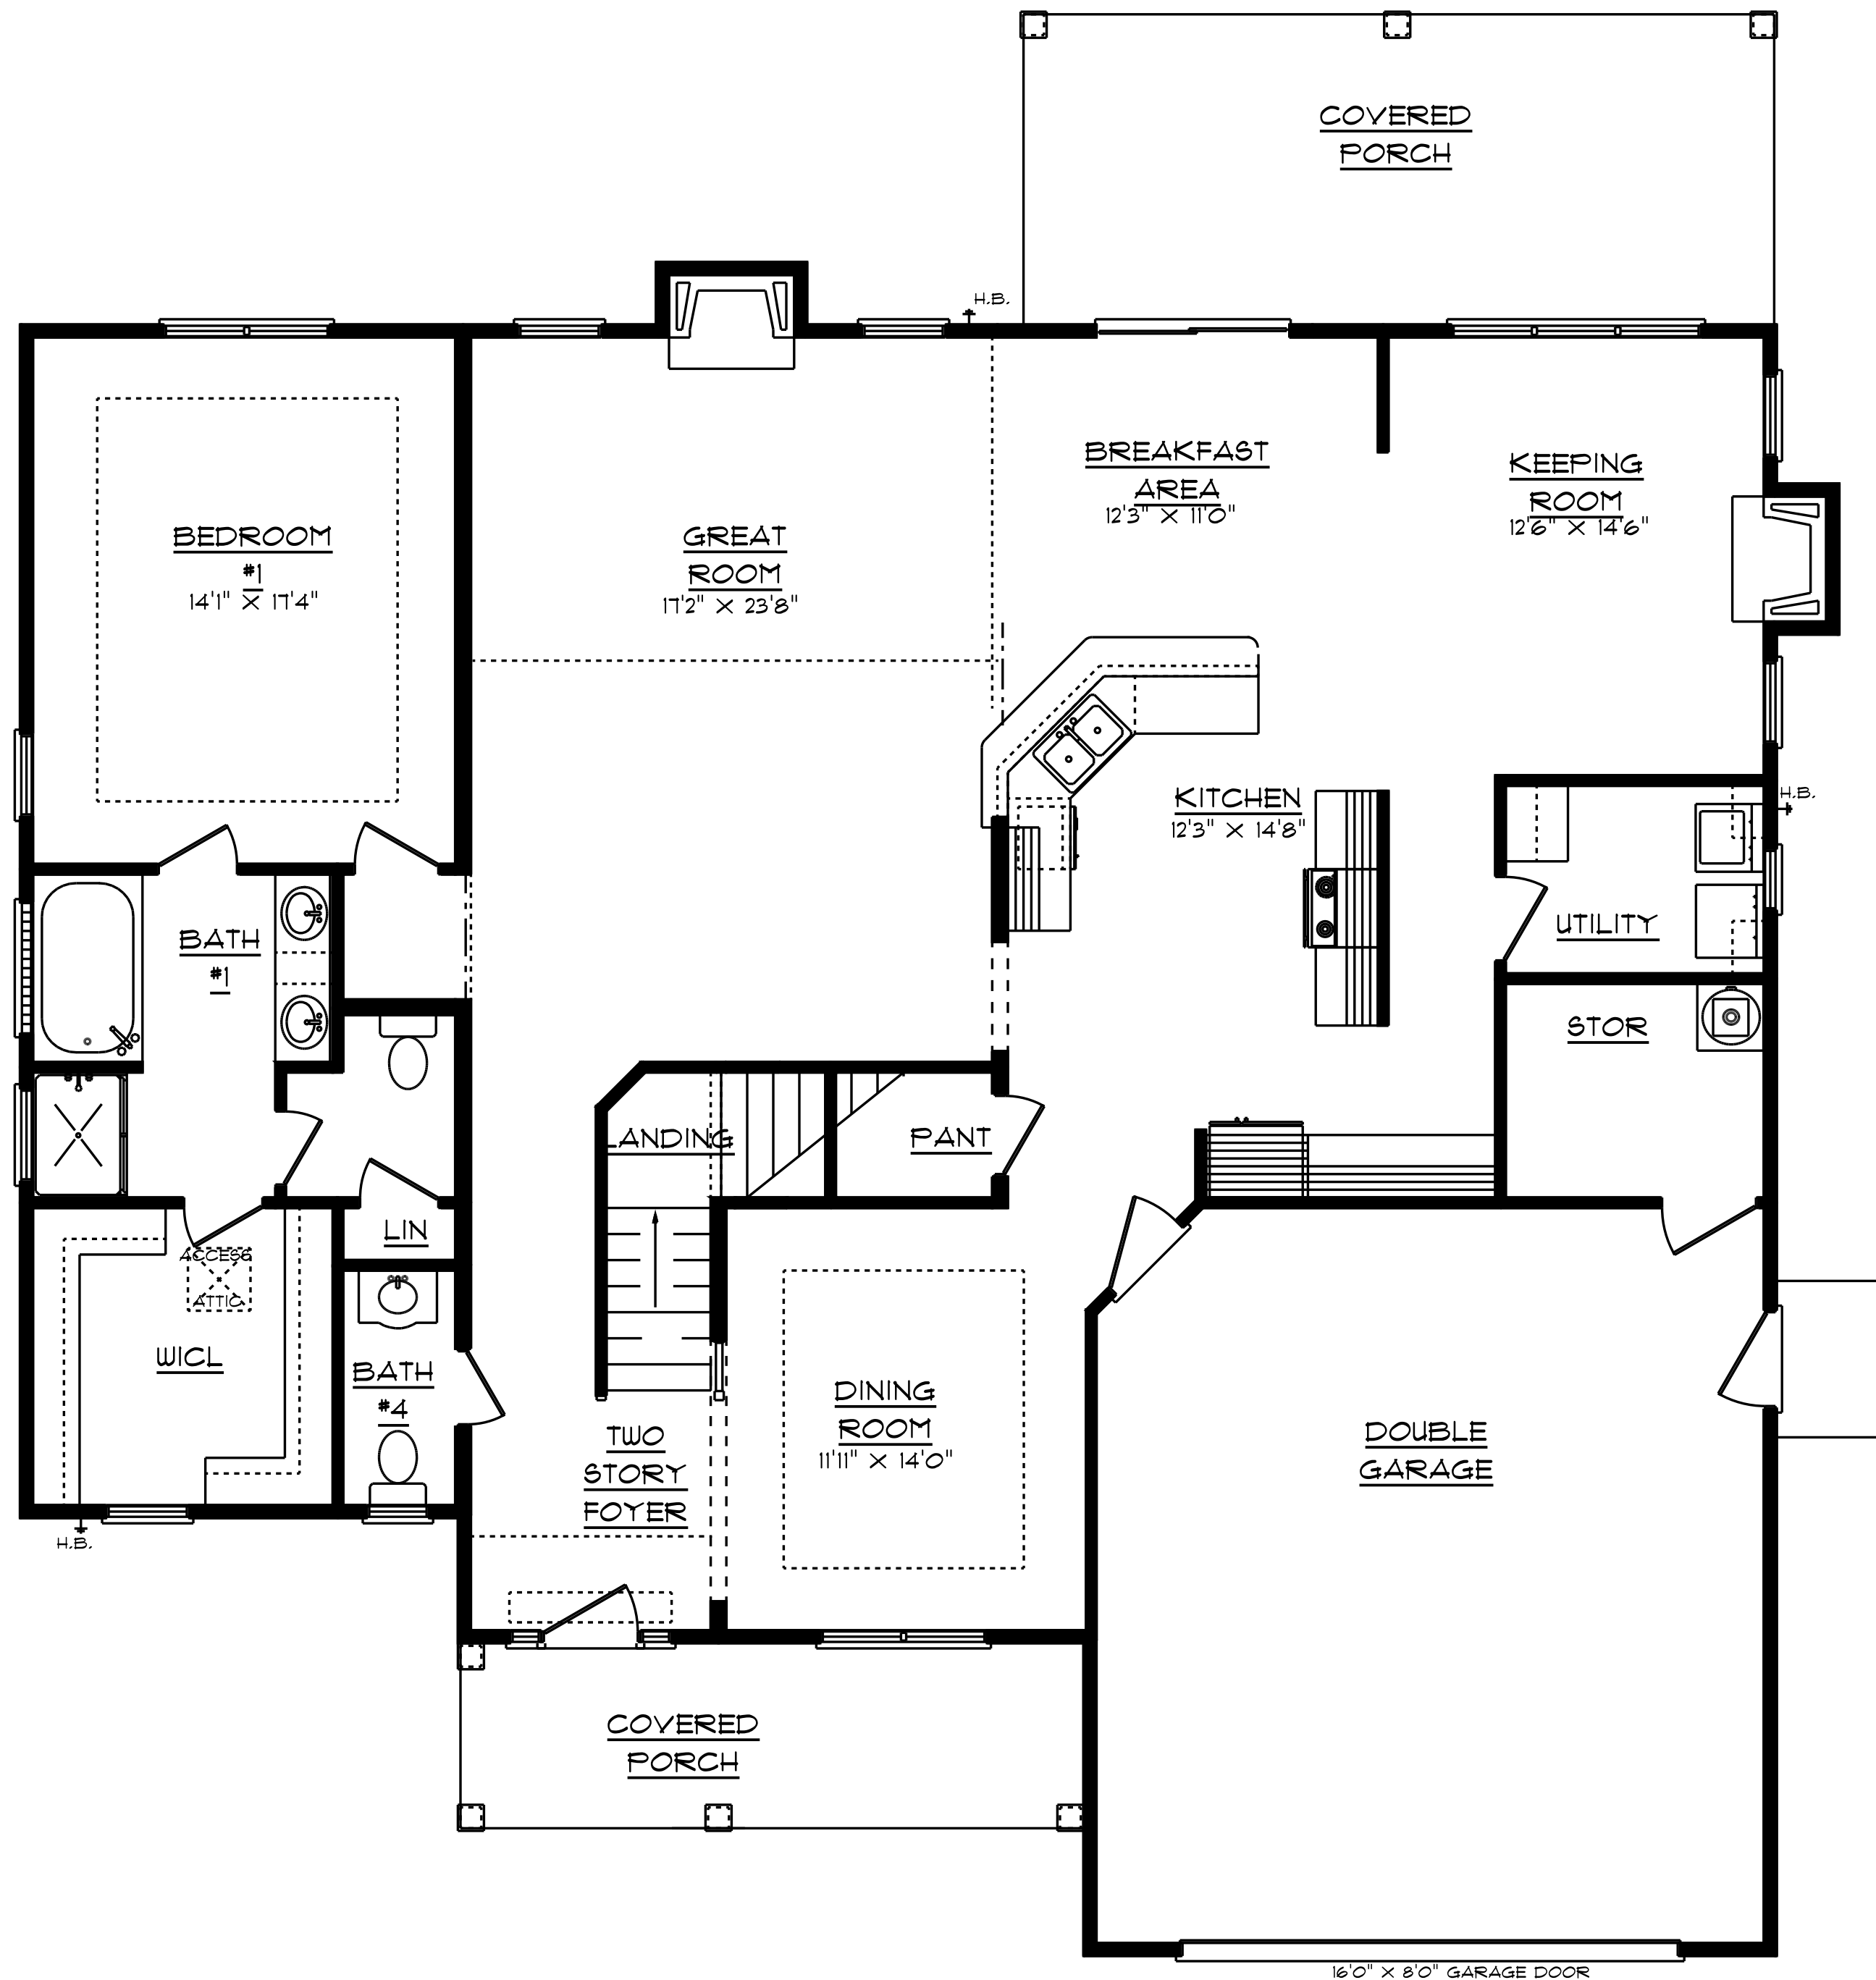 COVERED
PORCH
H.B.
BREAKFAST
AREA
12'3" X 11'0"
KEEPING
ROOM
12'6" X 14'6"
BEDROOM
#1
14'1" X 17'4"
GREAT
ROOM
17'2" X 23'8"
KITCHEN
12'3" X 14'8"
H.B.
UTILITY
BATH
#1
STOR
LANDING
PANT
LIN
ACCESS
ATTIC
WICL
BATH
#4
DINING
ROOM
11'11" X 14'0"
TWO
STORY
FOYER
DOUBLE
GARAGE
H.B.
COVERED
PORCH
16'0" X 8'0" GARAGE DOOR